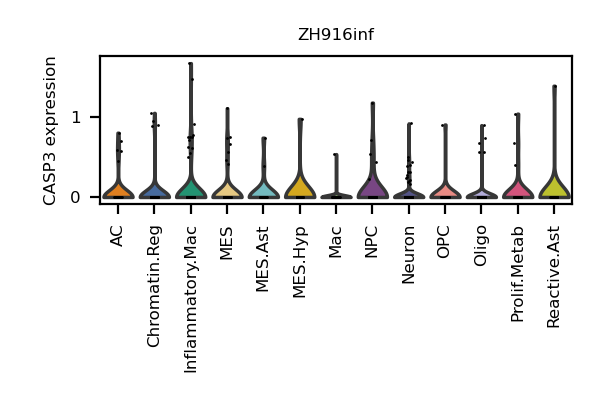 ZH916inf
CASP3 expression
1
0
AC
Chromatin.Reg
Inflammatory.Mac
MES
MES.Ast
MES.Hyp
Mac
NPC
Neuron
OPC
Oligo
Prolif.Metab
Reactive.Ast